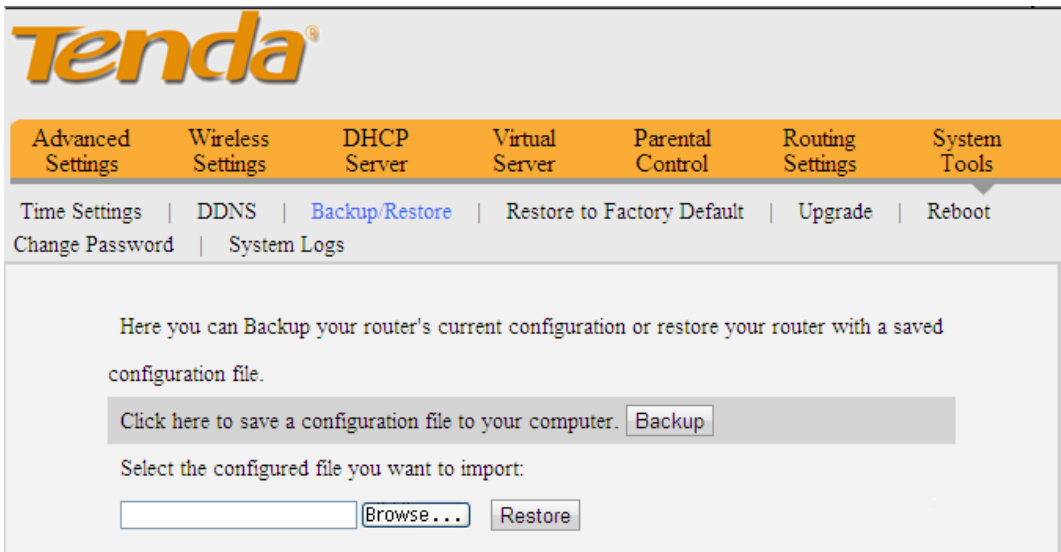 Tenda®
Advanced Settings Wireless Settings DHCP Server Virtual Server Parental Control Routing Settings System Tools
Time Settings | DDNS | Backup/Restore | Restore to Factory Default | Upgrade | Reboot
Change Password | System Logs
Here you can Backup your router's current configuration or restore your router with a saved
configuration file.
Click here to save a configuration file to your computer. Backup
Select the configured file you want to import:
Browse... Restore